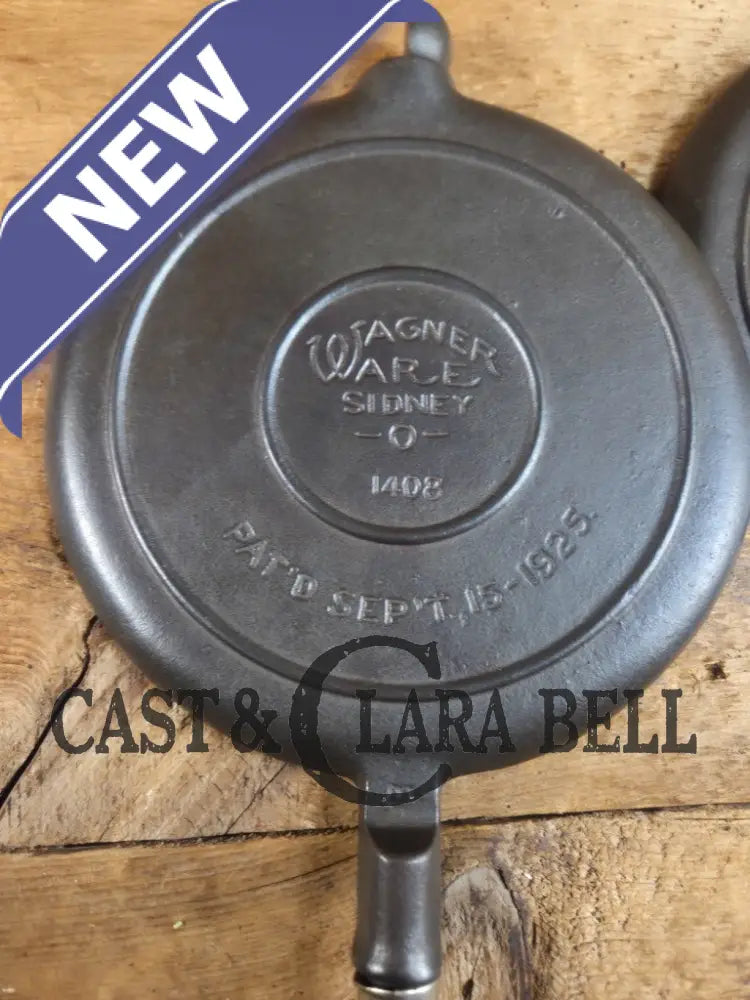 NEW
WAGNER
WARE
SIDNEY
-O-
1408
PAT'D SEP'T., 15-1925.
CAST & CLARA BELL